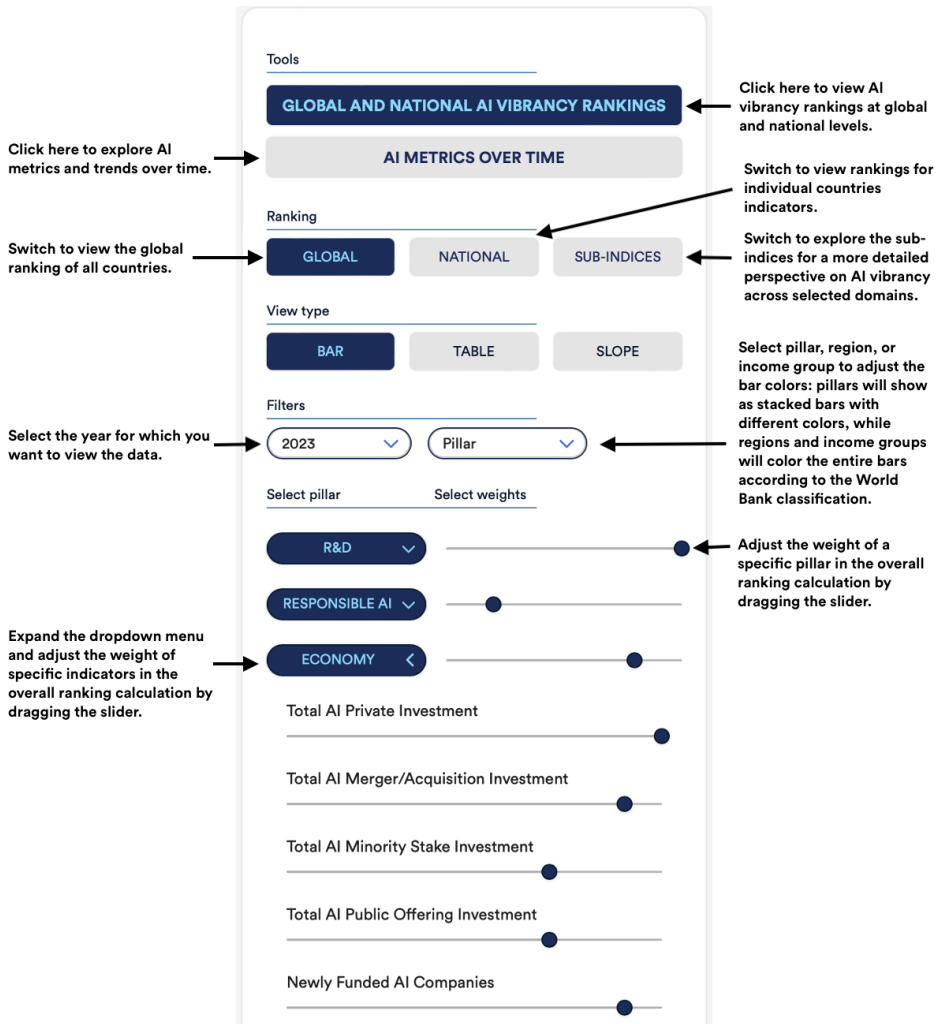 Tools
GLOBAL AND NATIONAL AI VIBRANCY RANKINGS
Click here to view AI
vibrancy rankings at global
and national levels.
Click here to explore AI
metrics and trends over time.
AI METRICS OVER TIME
Switch to view rankings for
individual countries
indicators.
Ranking
Switch to view the global
ranking of all countries.
GLOBAL
NATIONAL
SUB-INDICES
Switch to explore the sub-
indices for a more detailed
perspective on AI vibrancy
across selected domains.
View type
BAR
TABLE
SLOPE
Select pillar, region, or
income group to adjust the
bar colors: pillars will show
as stacked bars with
different colors, while
regions and income groups
will color the entire bars
according to the World
Bank classification.
Filters
Select the year for which you
want to view the data.
2023
Pillar
Select pillar
Select weights
R&D
Adjust the weight of a
specific pillar in the overall
ranking calculation by
dragging the slider.
RESPONSIBLE AI
Expand the dropdown menu
and adjust the weight of
specific indicators in the
overall ranking calculation by
dragging the slider.
ECONOMY
Total AI Private Investment
Total AI Merger/Acquisition Investment
Total AI Minority Stake Investment
Total AI Public Offering Investment
Newly Funded AI Companies